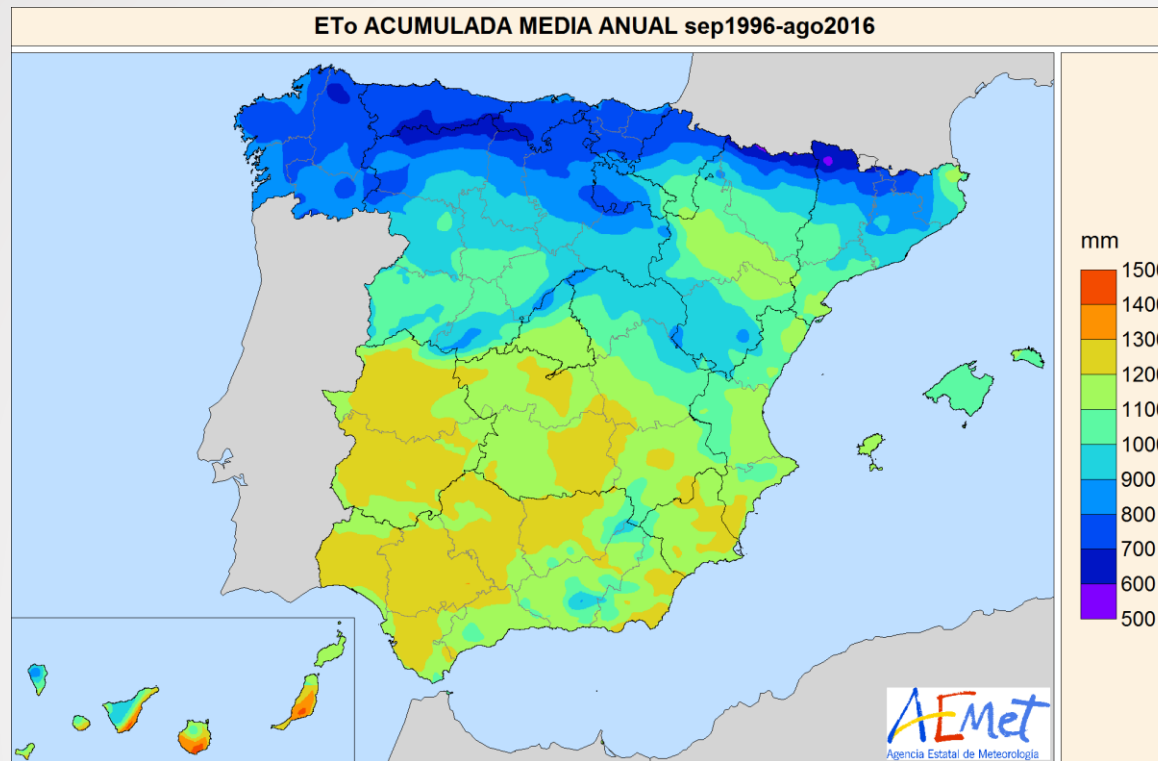 ETo ACUMULADA MEDIA ANUAL sep1996-ago2016
mm
1500
1400
1300
1200
1100
1000
900
800
700
600
500
AEMet
Agencia Estatal de Meteorología